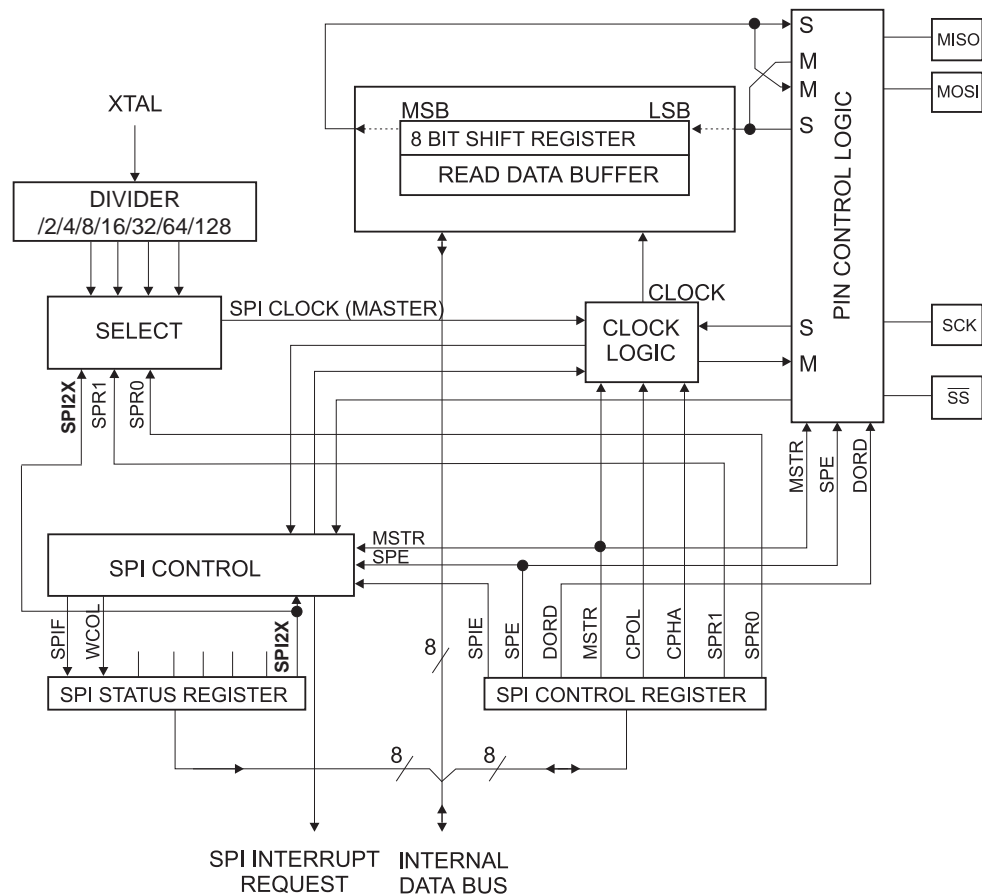 S
MISO
M
M
MOSI
S
XTAL
MSB
LSB
8 BIT SHIFT REGISTER
READ DATA BUFFER
PIN CONTROL LOGIC
DIVIDER
/2/4/8/16/32/64/128
SPI CLOCK (MASTER)
CLOCK
SELECT
CLOCK
LOGIC
S
M
SCK
SS
SPI2X
SPR1
SPR0
MSTR
SPE
DORD
MSTR
SPE
SPI CONTROL
SPIF
WCOL
SPI2X
8
SPIE
SPE
DORD
MSTR
CPOL
CPHA
SPR1
SPR0
SPI STATUS REGISTER
SPI CONTROL REGISTER
8
8
SPI INTERRUPT
REQUEST
INTERNAL
DATA BUS